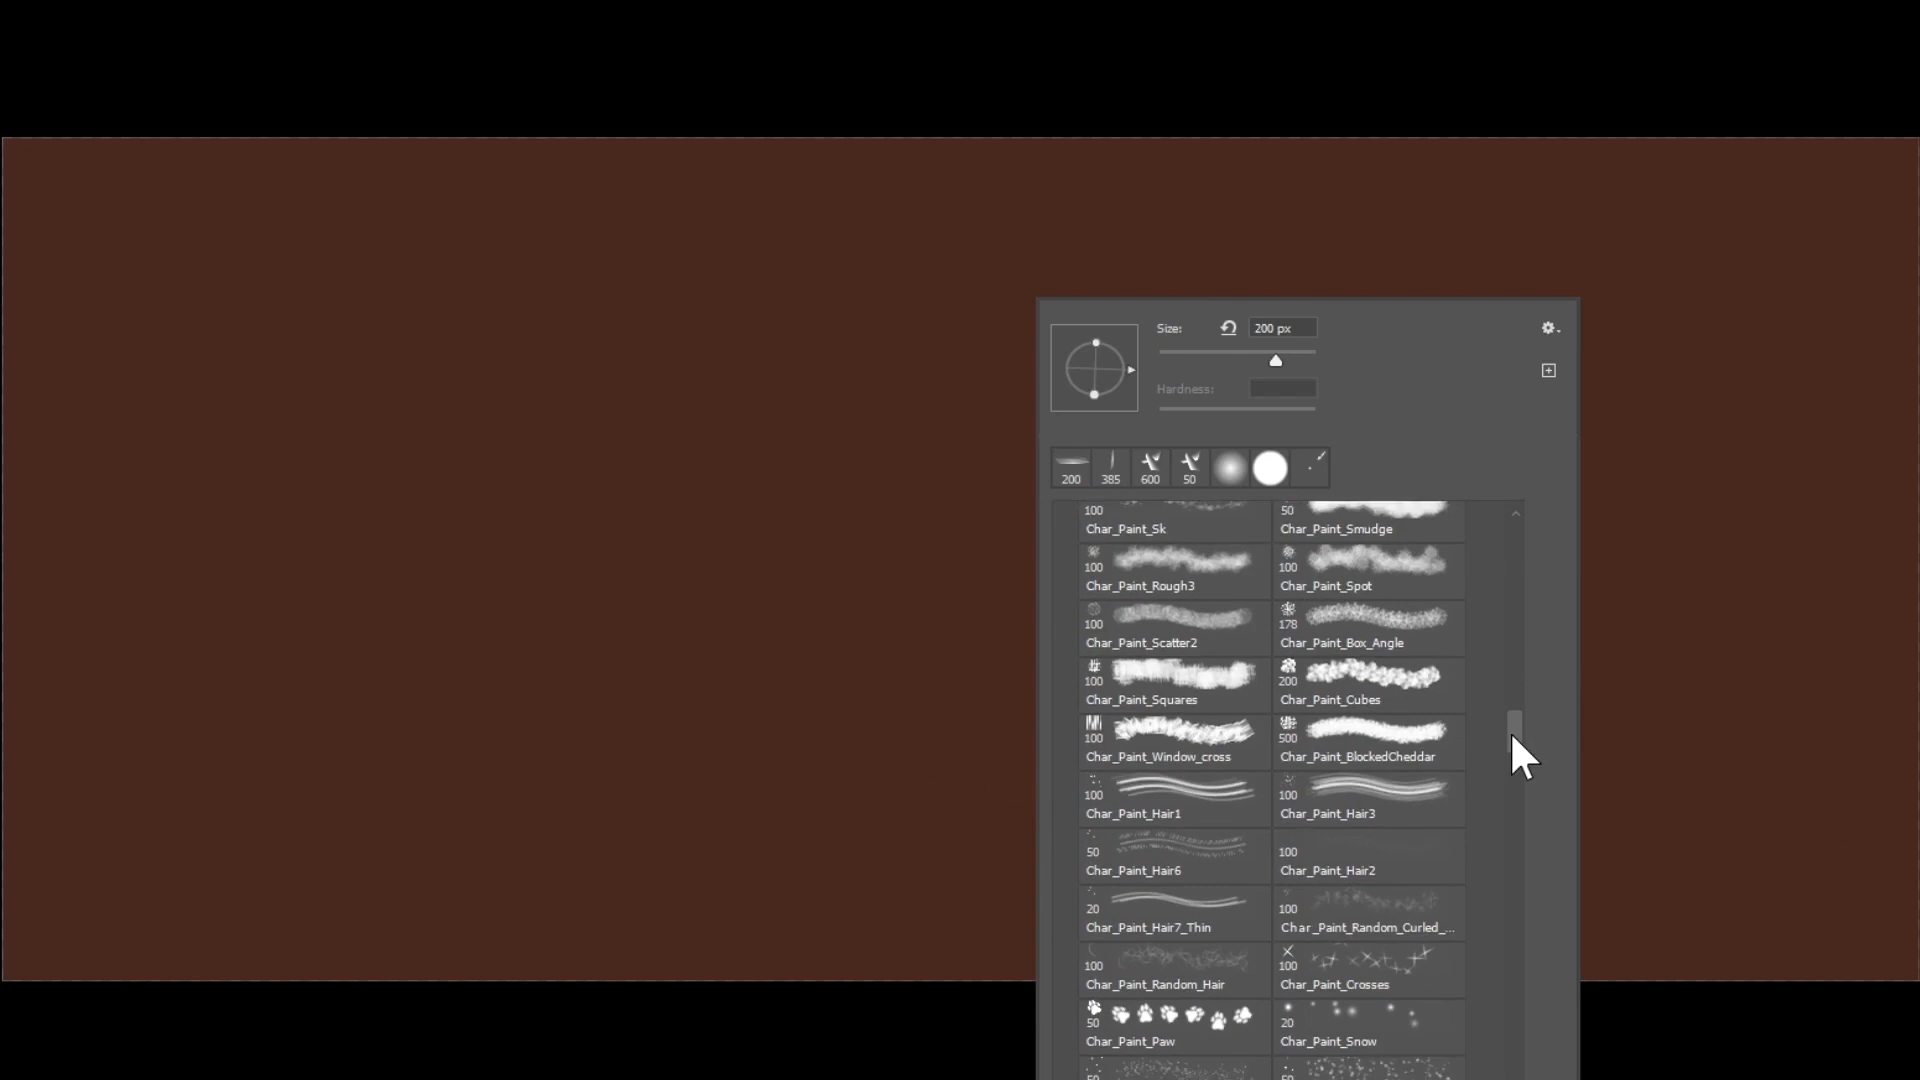 Size: 200 px
Hardness:
200 385 600 50
100 50
Char_Paint_Sk Char_Paint_Smudge
100 100
Char_Paint_Rough3 Char_Paint_Spot
100 178
Char_Paint_Scatter2 Char_Paint_Box_Angle
100 200
Char_Paint_Squares Char_Paint_Cubes
100 500
Char_Paint_Window_cross Char_Paint_BlockedCheddar
100 100
Char_Paint_Hair1 Char_Paint_Hair3
50 100
Char_Paint_Hair6 Char_Paint_Hair2
20 100
Char_Paint_Hair7_Thin Char_Paint_Random_Curled_...
100 100
Char_Paint_Random_Hair Char_Paint_Crosses
50 20
Char_Paint_Paw Char_Paint_Snow